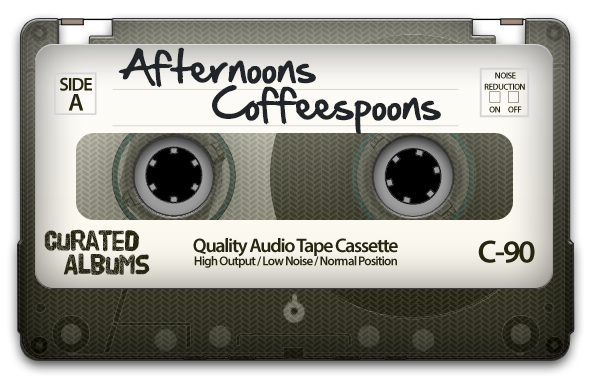 Afternoons
Coffeespoons
SIDE
A
NOISE
REDUCTION
ON OFF
CURATED
ALBUMS
Quality Audio Tape Cassette
High Output / Low Noise / Normal Position
C-90